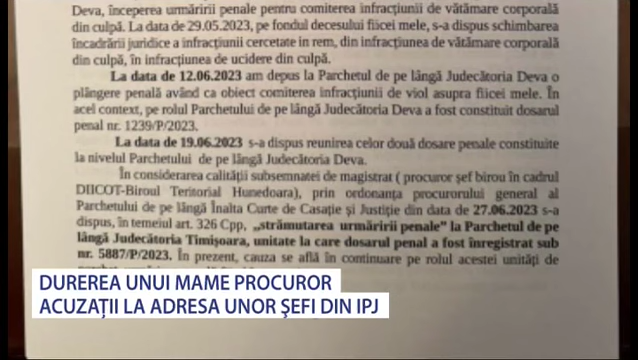 Deva, începerea urmăririi penale pentru comiterea infracțiunii de vătămare corporală
din culpă. La data de 29.05.2023, pe fondul decesului fiicei mele, s-a dispus schimbarea
încadrării juridice a infracțiunii cercetate in rem, din infracțiunea de vătămare corporală
din culpă, în infracțiunea de ucidere din culpă.
La data de 12.06.2023 am depus la Parchetul de pe lângă Judecătoria Deva o
plângere penală având ca obiect comiterea infracțiunii de viol asupra fiicei mele. În
acel context, pe rolul Parchetului de pe lângă Judecătoria Deva a fost constituit dosarul
penal nr. 1239/P/2023.
La data de 19.06.2023 s-a dispus reunirea celor două dosare penale constituite
la nivelul Parchetului de pe lângă Judecătoria Deva.
În considerarea calității subsemnatei de magistrat ( procuror șef birou în cadrul
DIICOT-Biroul Teritorial Hunedoara), prin ordonanța procurorului general al
Parchetului de pe lângă Înalta Curte de Casație și Justiție din data de 27.06.2023 s-a
dispus, în temeiul art. 326 Cpp, „strămutarea urmăririi penale” la Parchetul de pe
lângă Judecătoria Timișoara, unitate la care dosarul penal a fost înregistrat sub
nr. 5887/P/2023. În prezent, cauza se află în continuare pe rolul acestei unități de
DUREREA UNUI MAME PROCUROR
ACUZAȚII LA ADRESA UNOR ŞEFI DIN IPJ